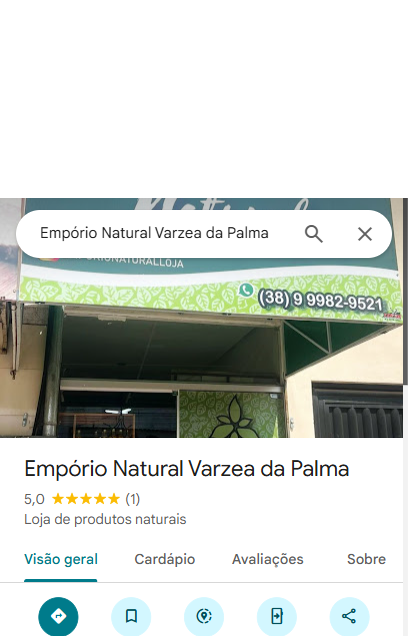 Natural
Empório Natural Varzea da Palma
(38) 9 9982-9521
Empório Natural Varzea da Palma
5,0 (1)
Loja de produtos naturais
Visão geral Cardápio Avaliações Sobre